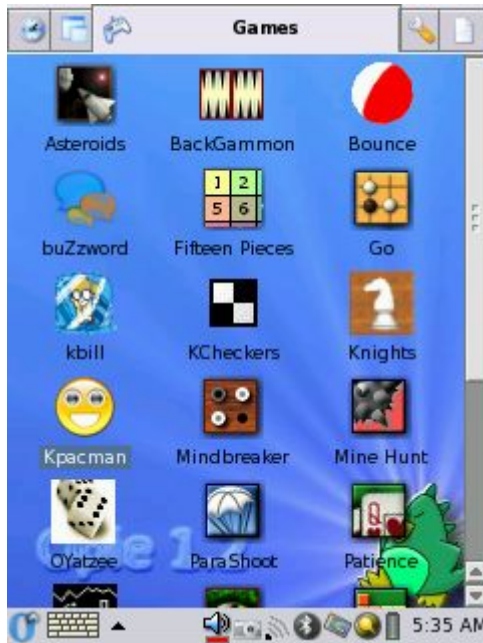 Games
Asteroids BackGammon Bounce
1 2
5 6
buZzword Fifteen Pieces Go
kbill KCheckers Knights
Kpacman Mindbreaker Mine Hunt
Q
OYatzee ParaShoot Patience
5:35 AM